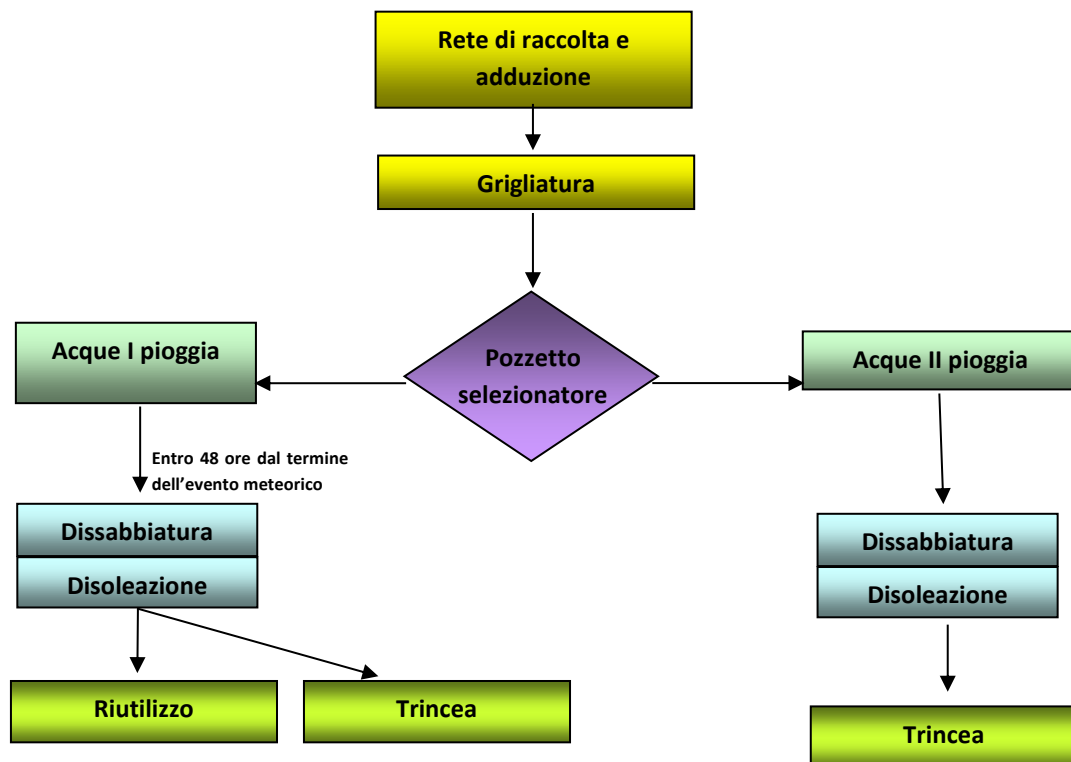 Rete di raccolta e
adduzione
Grigliatura
Pozzetto
selezionatore
Acque I pioggia
Acque II pioggia
Entro 48 ore dal termine
dell’evento meteorico
Dissabbiatura
Disoleazione
Dissabbiatura
Disoleazione
Riutilizzo
Trincea
Trincea